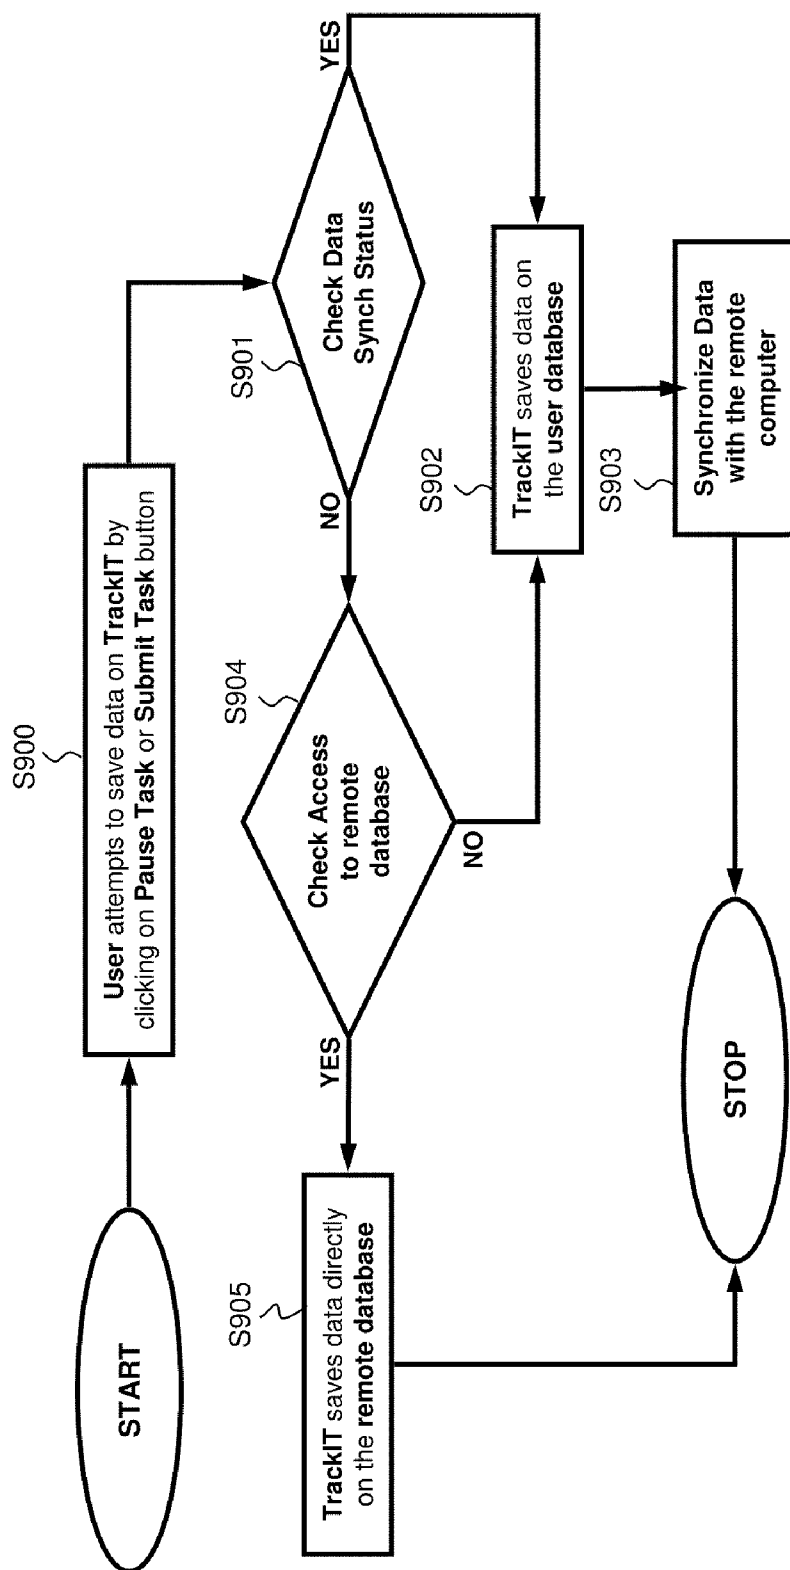 START
S900
User attempts to save data on TrackIT by
clicking on Pause Task or Submit Task button
S901
Check Data
Synch Status
YES
NO
S904
Check Access
to remote
database
YES
NO
S905
TrackIT saves data directly
on the remote database
S902
TrackIT saves data on
the user database
S903
Synchronize Data
with the remote
computer
STOP